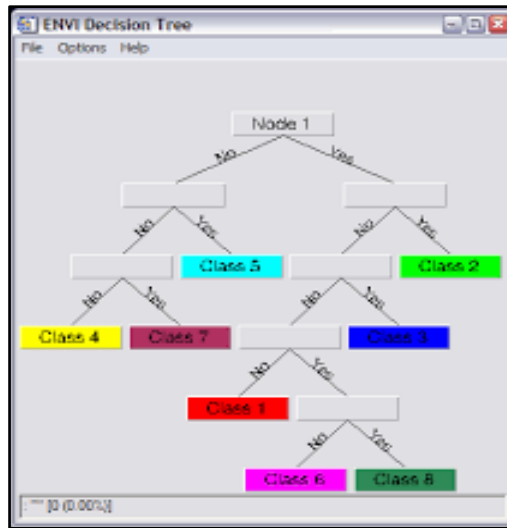 ENVI Decision Tree
File Options Help
Node 1
No Yes
No Yes No Yes
Class 5 Class 2
No Yes No Yes
Class 4 Class 7 Class 3
No Yes
Class 1
No Yes
Class 6 Class 8
: "" [0 (0.00%)]